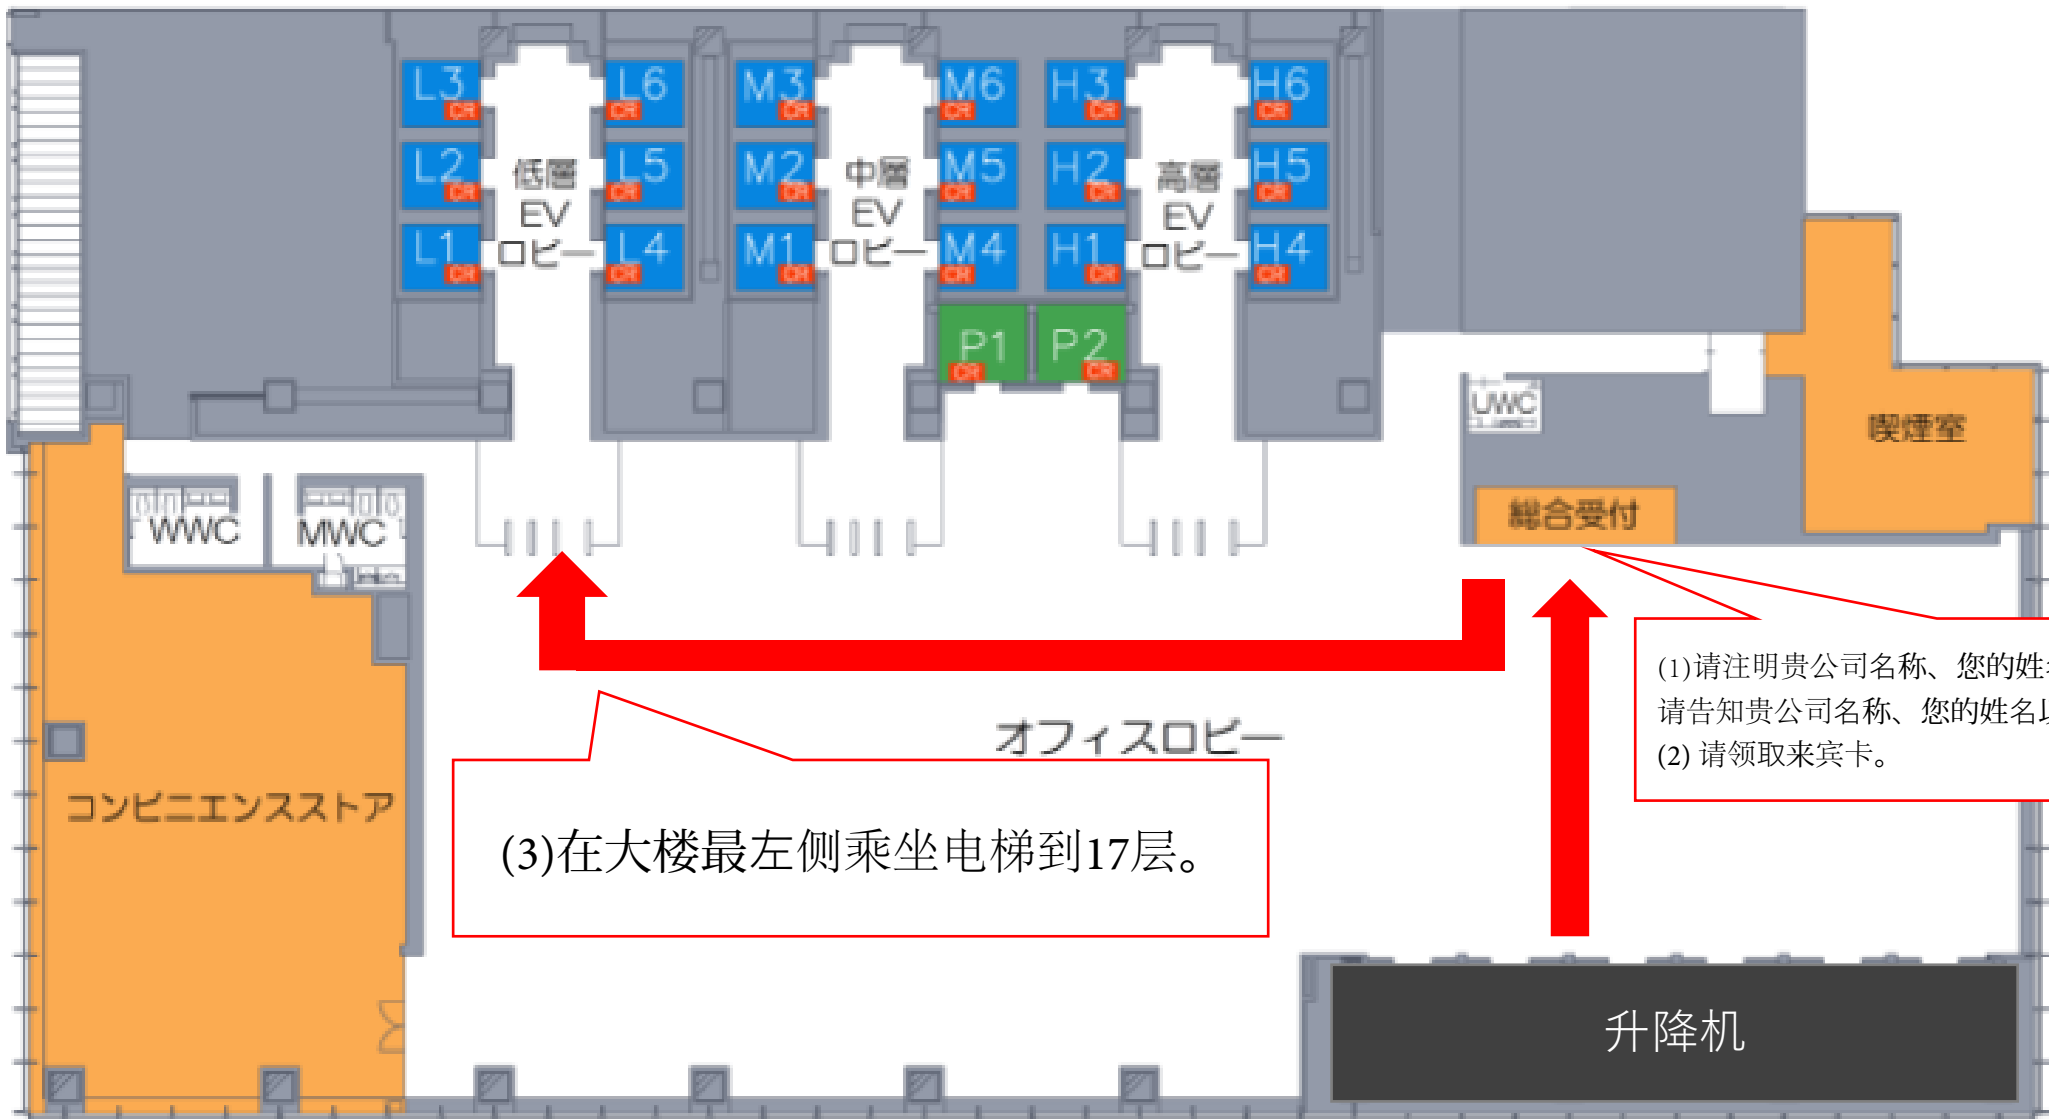 L3
CR
L6
CR
M3
CR
M6
CR
H3
CR
H6
CR
L2
CR
低層
EV
ロビー
L5
CR
M2
CR
中層
EV
ロビー
M5
CR
H2
CR
高層
EV
ロビー
H5
CR
L1
CR
L4
CR
M1
CR
M4
CR
H1
CR
H4
CR
P1
CR
P2
CR
UWC
喫煙室
総合受付
WWC
MWC
(1)请注明贵公司名称、您的姓名
请告知贵公司名称、您的姓名以
(2) 请领取来宾卡。
オフィスロビー
コンビニエンスストア
(3)在大楼最左侧乘坐电梯到17层。
升降机